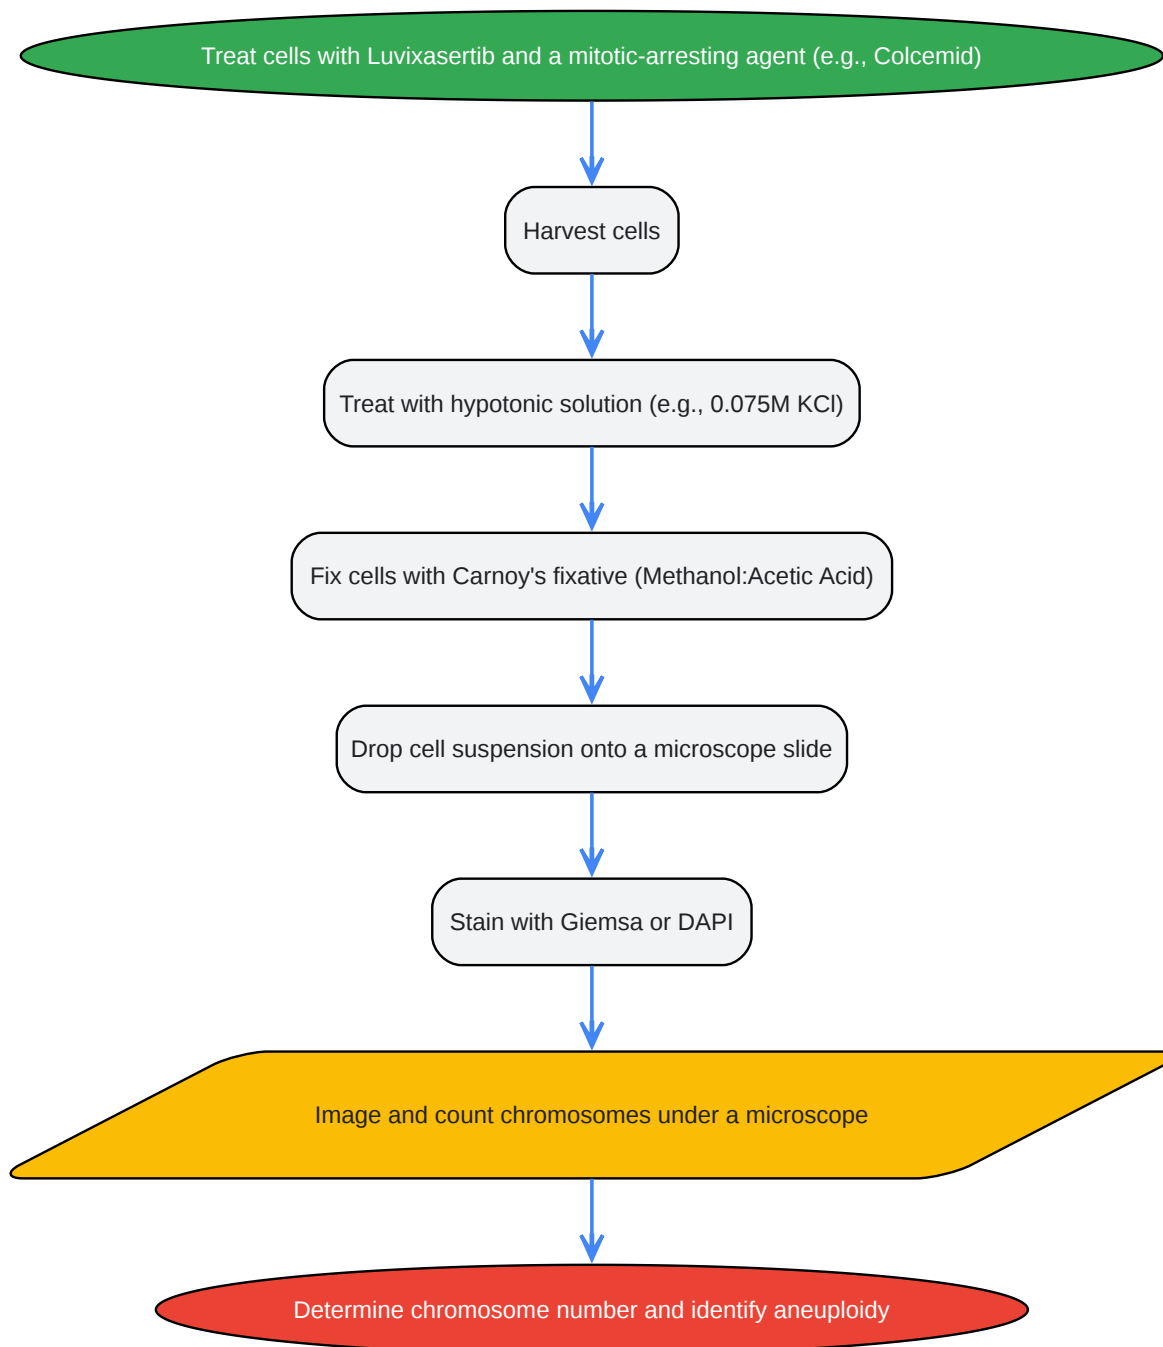 Treat cells with Luvixasertib and a mitotic-arresting agent (e.g., Colcemid)
Harvest cells
Treat with hypotonic solution (e.g., 0.075M KCl)
Fix cells with Carnoy's fixative (Methanol:Acetic Acid)
Drop cell suspension onto a microscope slide
Stain with Giemsa or DAPI
Image and count chromosomes under a microscope
Determine chromosome number and identify aneuploidy